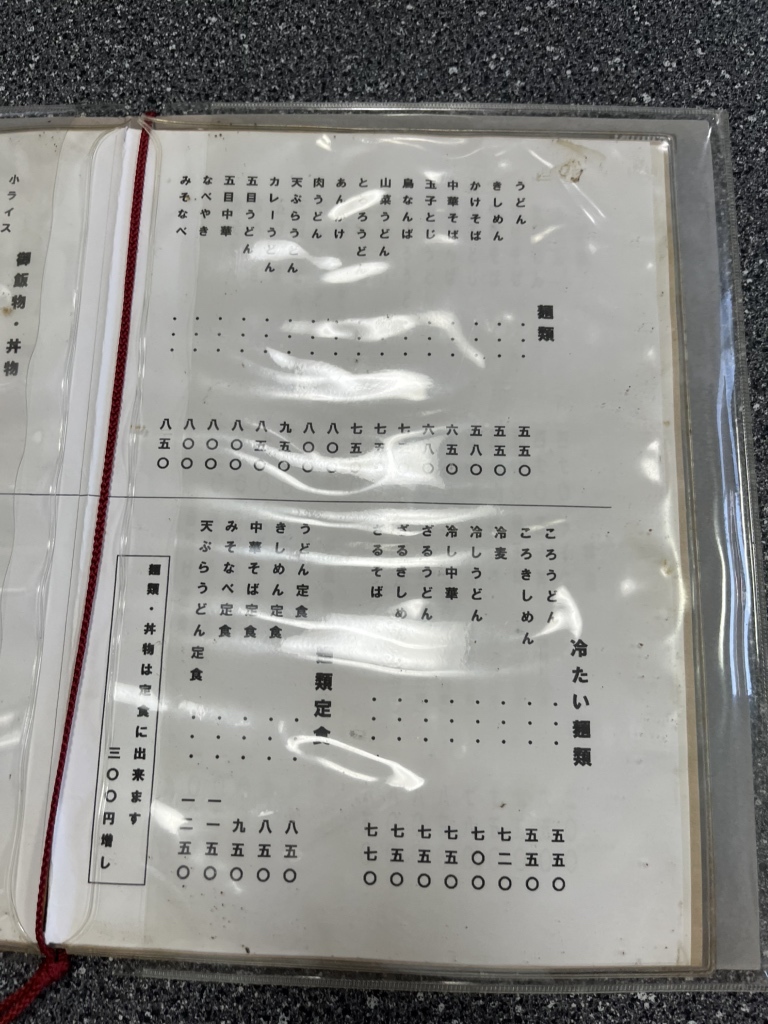 麺類
うどん・・・五五〇
きしめん・・・五五〇
かけそば・・・五八〇
中華そば・・・六五〇
玉子とじ・・・六八〇
鳥なんば・・・七
山菜うどん・・・七五
とろろうどん・・・七五〇
あんかけ・・・八〇〇
肉うどん・・・八〇〇
天ぷらうどん・・・九五〇
カレーうどん・・・八五〇
五目うどん・・・八〇〇
五目中華・・・八〇〇
なべやき・・・八〇〇
みそなべ・・・八五〇
冷たい麺類
ころうどん・・・五五〇
ころきしめん・・・五五〇
冷麦・・・七二〇
冷しうどん・・・七〇〇
冷し中華・・・七五〇
ざるうどん・・・七五〇
ざるきしめん・・・七五〇
ざるそば・・・七七〇
麺類定食
うどん定食・・・八五〇
きしめん定食・・・八五〇
中華そば定食・・・九五〇
みそなべ定食・・・一一五〇
天ぷらうどん定食・・・一二五〇
麺類・丼物は定食に出来ます
三〇〇円増し
御飯物・丼物
小ライス